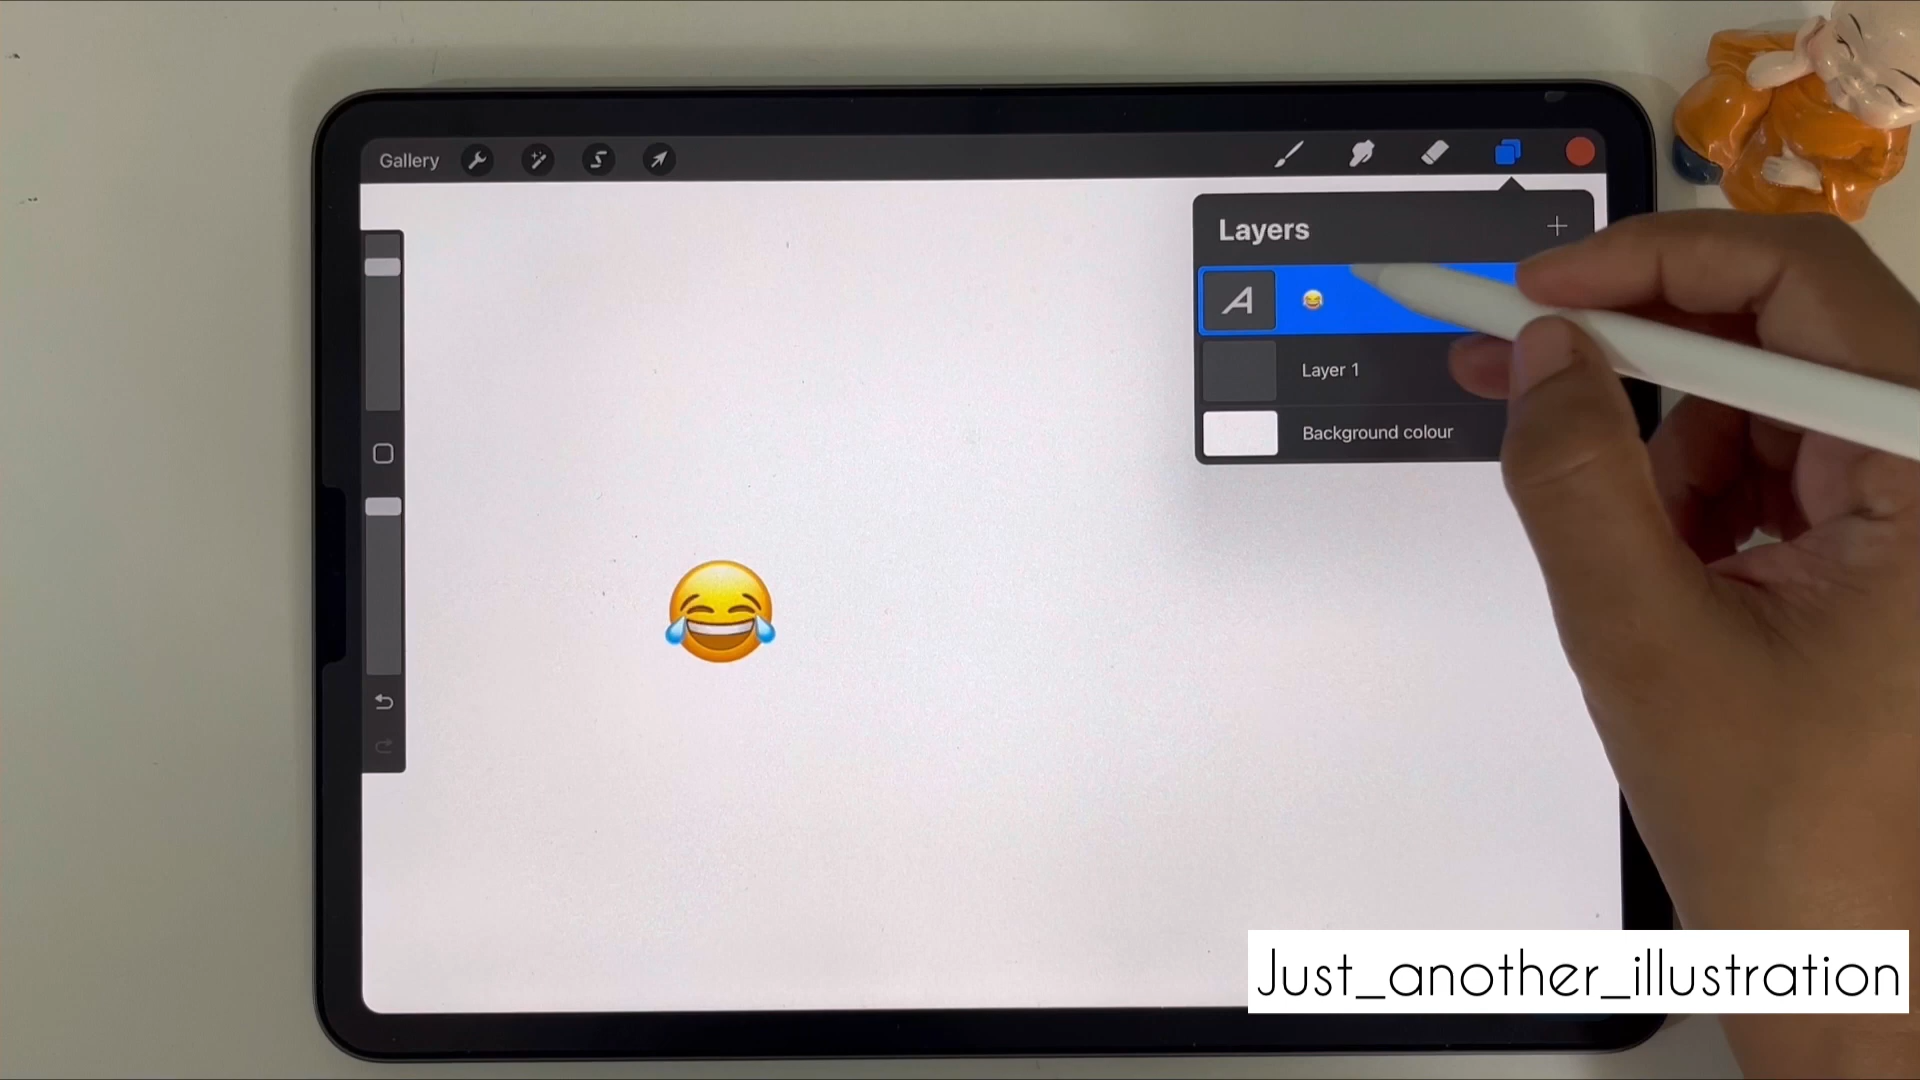 Gallery
Layers
A 😂
Layer 1
Background colour
Just_another_illustration